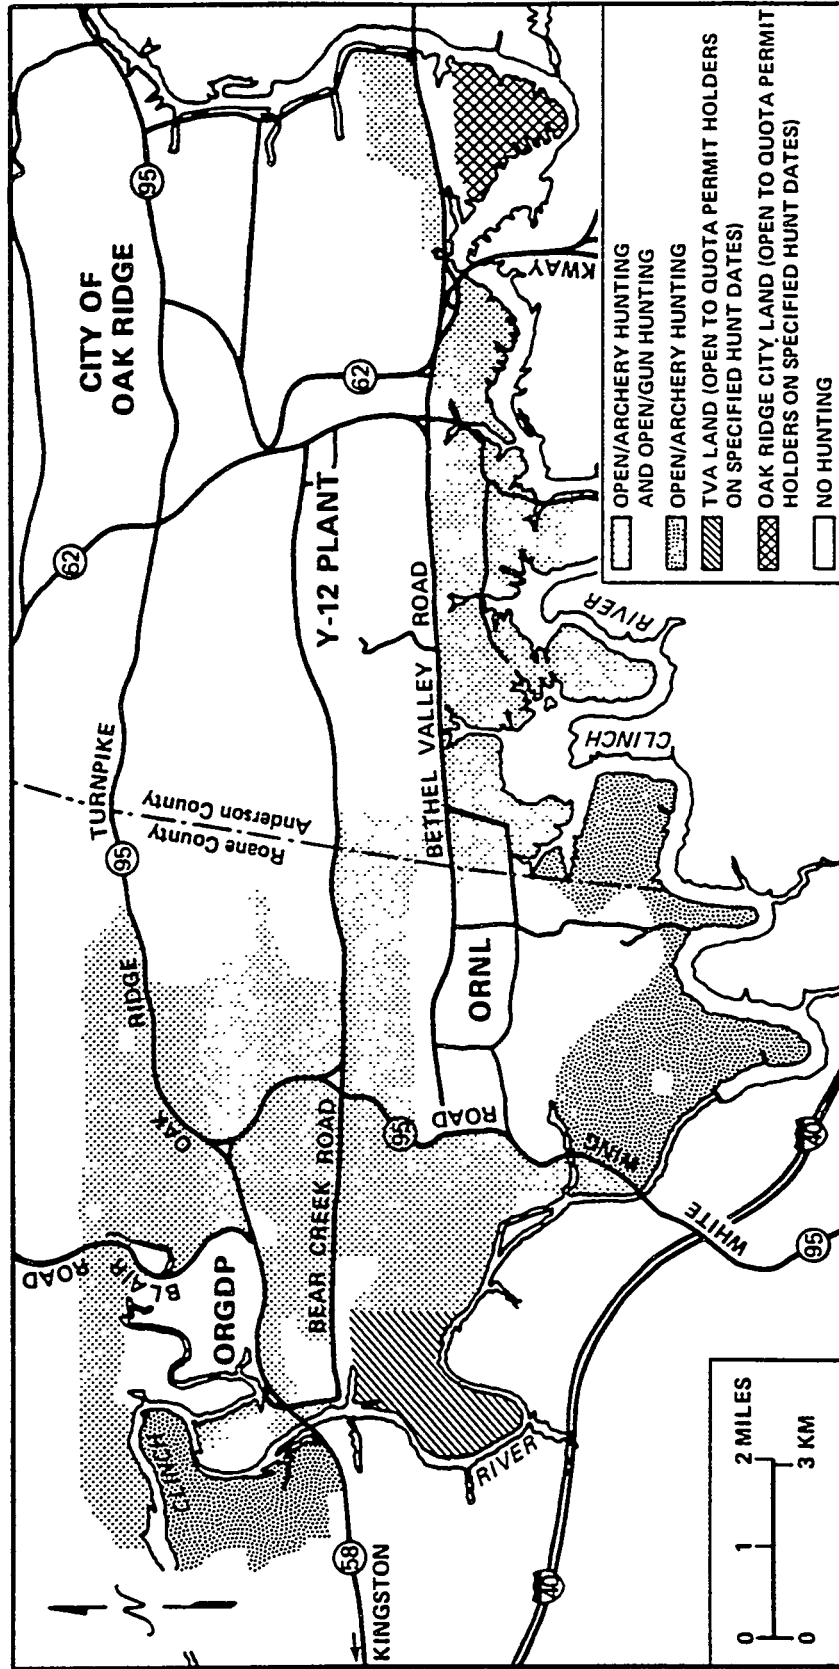 CITY OF
OAK RIDGE
95
62
62
TURNPIKE
95
RIDGE
OAK
Anderson County
Roane County
Y-12 PLANT
BETHEL VALLEY
ROAD
KWAY
BLAIR
ROAD
ORGDP
BEAR CREEK ROAD
95
ORNL
ROAD
WING
WHITE
95
40
40
CLINCH
RIVER
CLINCH
RIVER
N
58
KINGSTON
0
1
2 MILES
0
3 KM
OPEN/ARCHERY HUNTING
AND OPEN/GUN HUNTING
OPEN/ARCHERY HUNTING
TVA LAND (OPEN TO QUOTA PERMIT HOLDERS
ON SPECIFIED HUNT DATES)
OAK RIDGE CITY LAND (OPEN TO QUOTA PERMIT
HOLDERS ON SPECIFIED HUNT DATES)
NO HUNTING